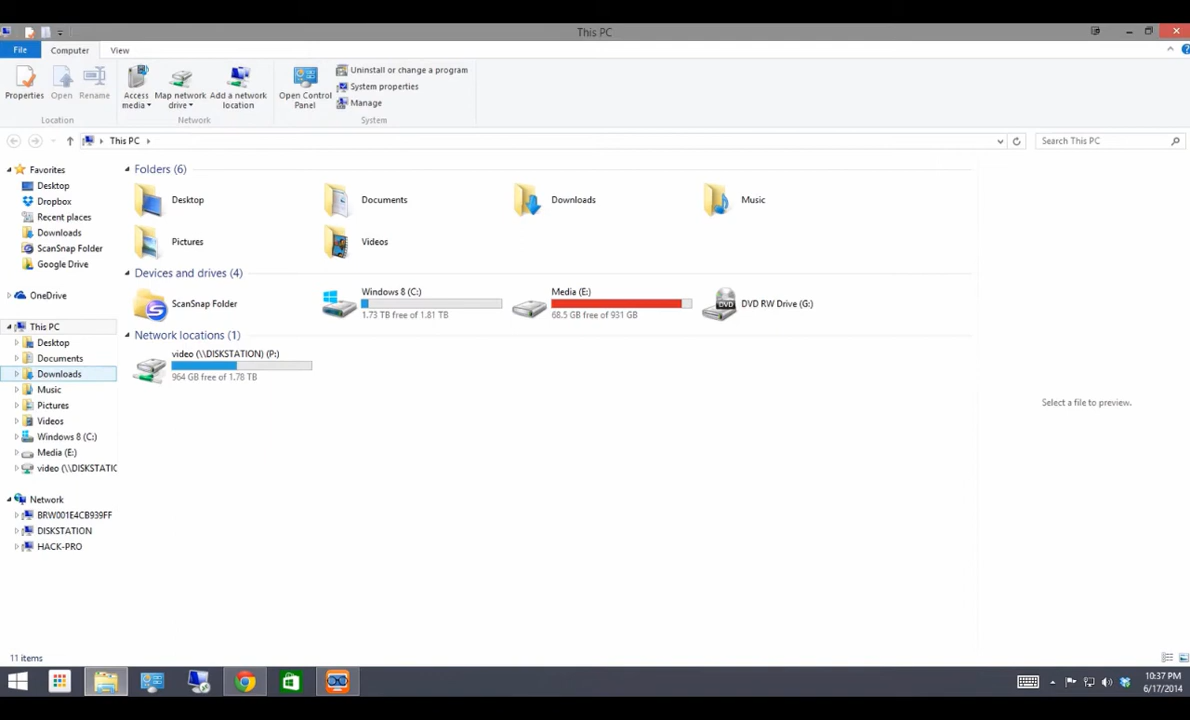 This PC
File Computer View
Properties Open Rename Access media Map network drive Add a network location Open Control Panel
Uninstall or change a program
System properties
Manage
Location Network System
This PC
Search This PC
Favorites
Desktop
Dropbox
Recent places
Downloads
ScanSnap Folder
Google Drive
OneDrive
This PC
Desktop
Documents
Downloads
Music
Pictures
Videos
Windows 8 (C:)
Media (E:)
video (\\DISKSTATIC
Network
BRW001E4CB939FF
DISKSTATION
HACK-PRO
Folders (6)
Desktop Documents Downloads Music
Pictures Videos
Devices and drives (4)
ScanSnap Folder
Windows 8 (C:)
1.73 TB free of 1.81 TB
Media (E:)
68.5 GB free of 931 GB
DVD
DVD RW Drive (G:)
Network locations (1)
video (\\DISKSTATION) (P:)
964 GB free of 1.78 TB
Select a file to preview.
11 items
10:37 PM
6/17/2014